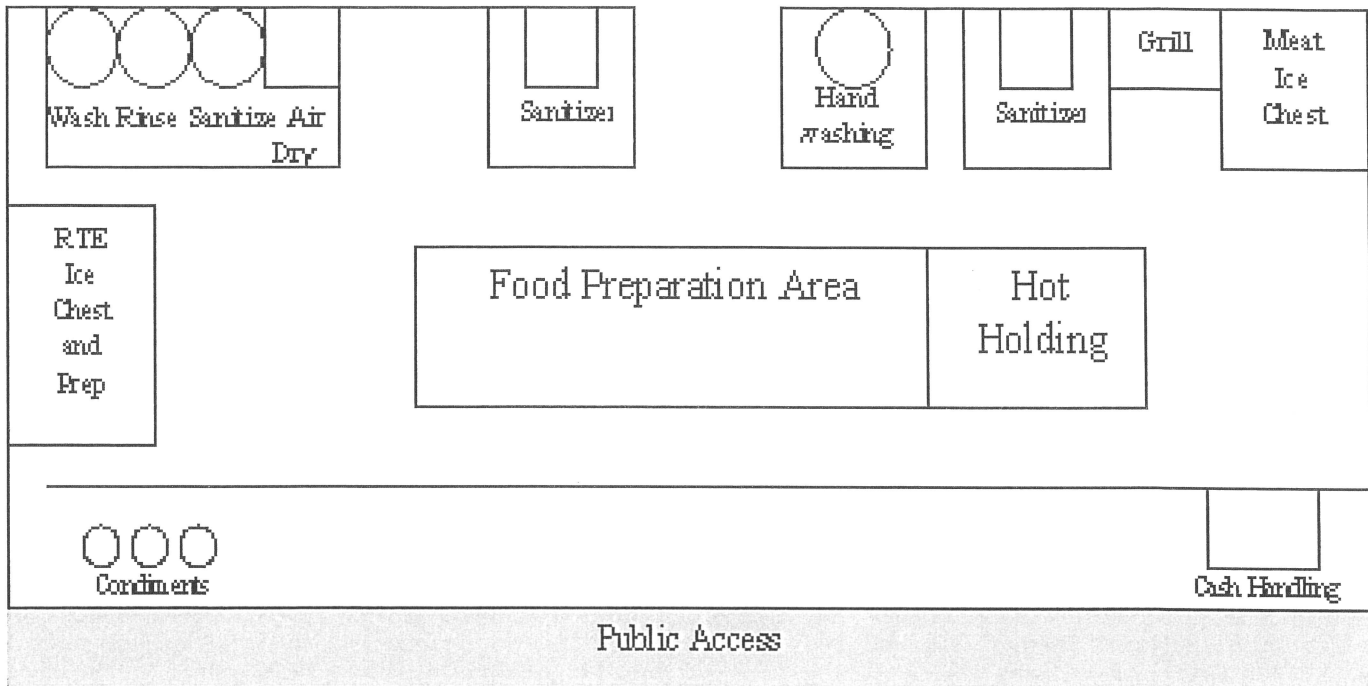 Wash Rinse Sanitize Air
Dry
Sanitizer
Hand
washing
Sanitizer
Grill
Meat
Ice
Chest
RTE
Ice
Chest
and
Prep
Food Preparation Area
Hot
Holding
Condiments
Cash Handling
Public Access